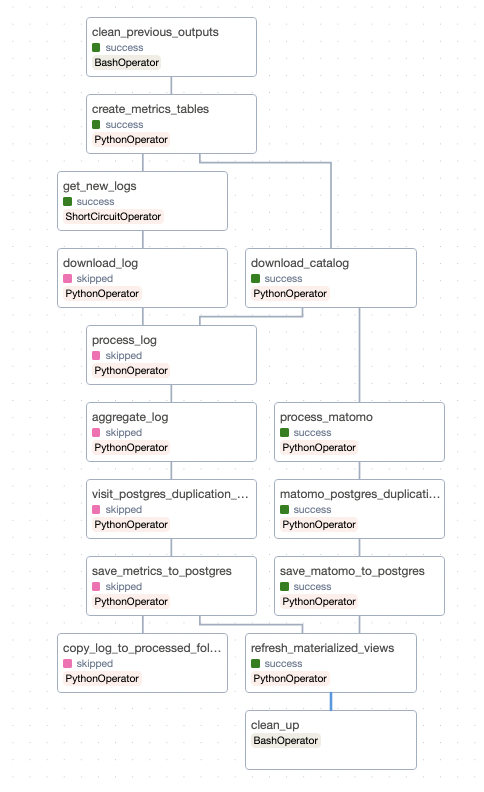 clean_previous_outputs
success
BashOperator
create_metrics_tables
success
PythonOperator
get_new_logs
success
ShortCircuitOperator
download_log
skipped
PythonOperator
download_catalog
success
PythonOperator
process_log
skipped
PythonOperator
aggregate_log
skipped
PythonOperator
process_matomo
success
PythonOperator
visit_postgres_duplication_...
skipped
PythonOperator
matomo_postgres_duplicati...
success
PythonOperator
save_metrics_to_postgres
skipped
PythonOperator
save_matomo_to_postgres
success
PythonOperator
copy_log_to_processed_fol...
skipped
PythonOperator
refresh_materialized_views
success
PythonOperator
clean_up
BashOperator